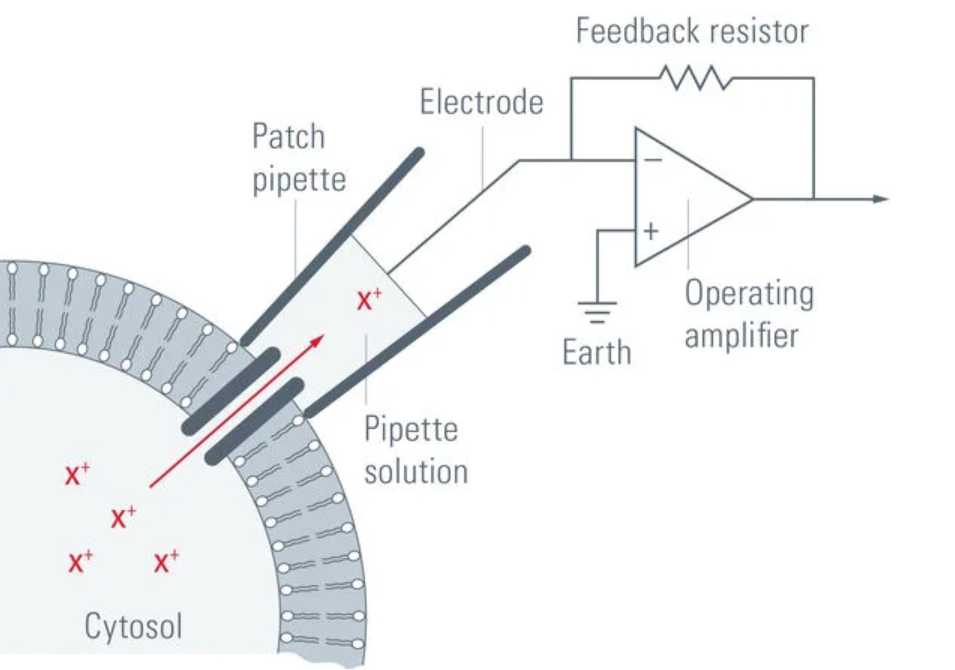 Feedback resistor
Electrode
Patch
pipette
−
+
X⁺
Operating
amplifier
Earth
Pipette
solution
X⁺
X⁺
X⁺
X⁺
Cytosol